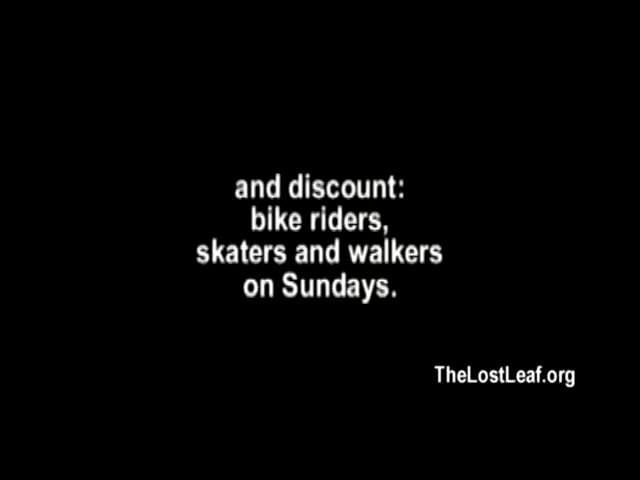 and discount:
bike riders,
skaters and walkers
on Sundays.
TheLostLeaf.org